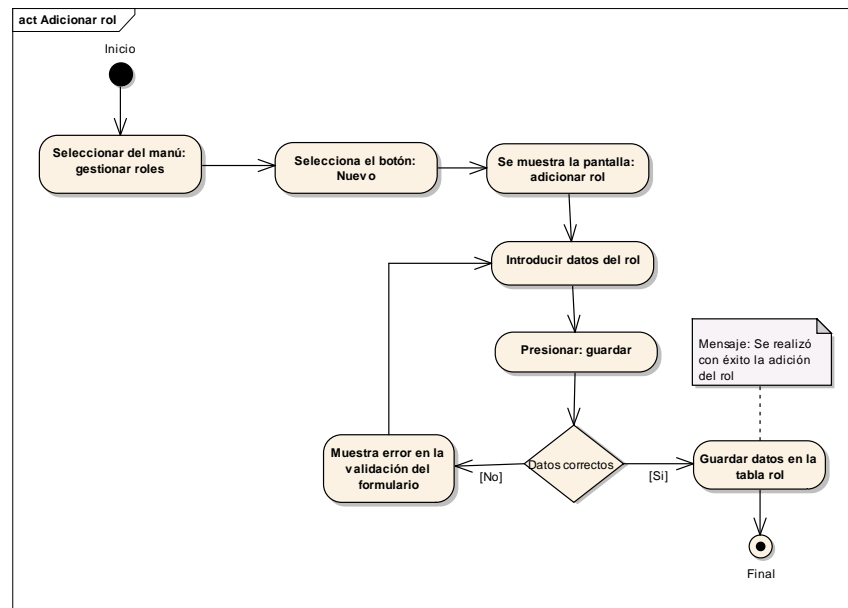 act Adicionar rol
Inicio
Seleccionar del manú:
gestionar roles
Selecciona el botón:
Nuevo
Se muestra la pantalla:
adicionar rol
Introducir datos del rol
Presionar: guardar
Mensaje: Se realizó
con éxito la adición
del rol
Muestra error en la
validación del
formulario
[No]
Datos correctos
[Si]
Guardar datos en la
tabla rol
Final